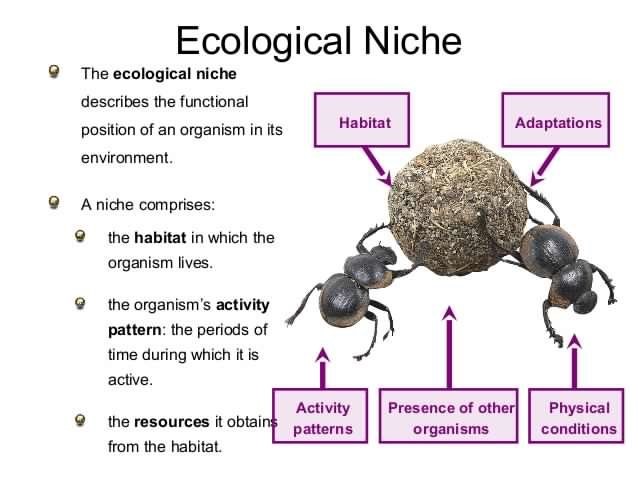 Ecological Niche
The ecological niche
describes the functional
position of an organism in its
environment.
A niche comprises:
the habitat in which the
organism lives.
the organism’s activity
pattern: the periods of
time during which it is
active.
the resources it obtains
from the habitat.
Habitat
Adaptations
Activity
patterns
Presence of other
organisms
Physical
conditions